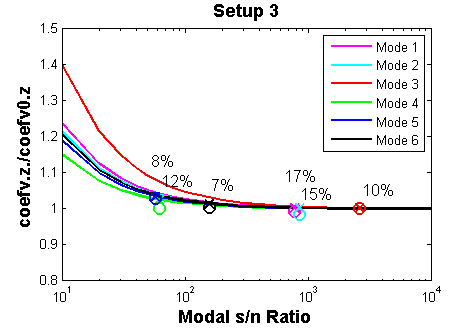 Setup 3
coefv.z./coefv0.z
1.5
1.4
1.3
1.2
1.1
1
0.9
0.8
Mode 1
Mode 2
Mode 3
Mode 4
Mode 5
Mode 6
8%
12%
7%
17%
15%
10%
10^1
10^2
10^3
10^4
Modal s/n Ratio